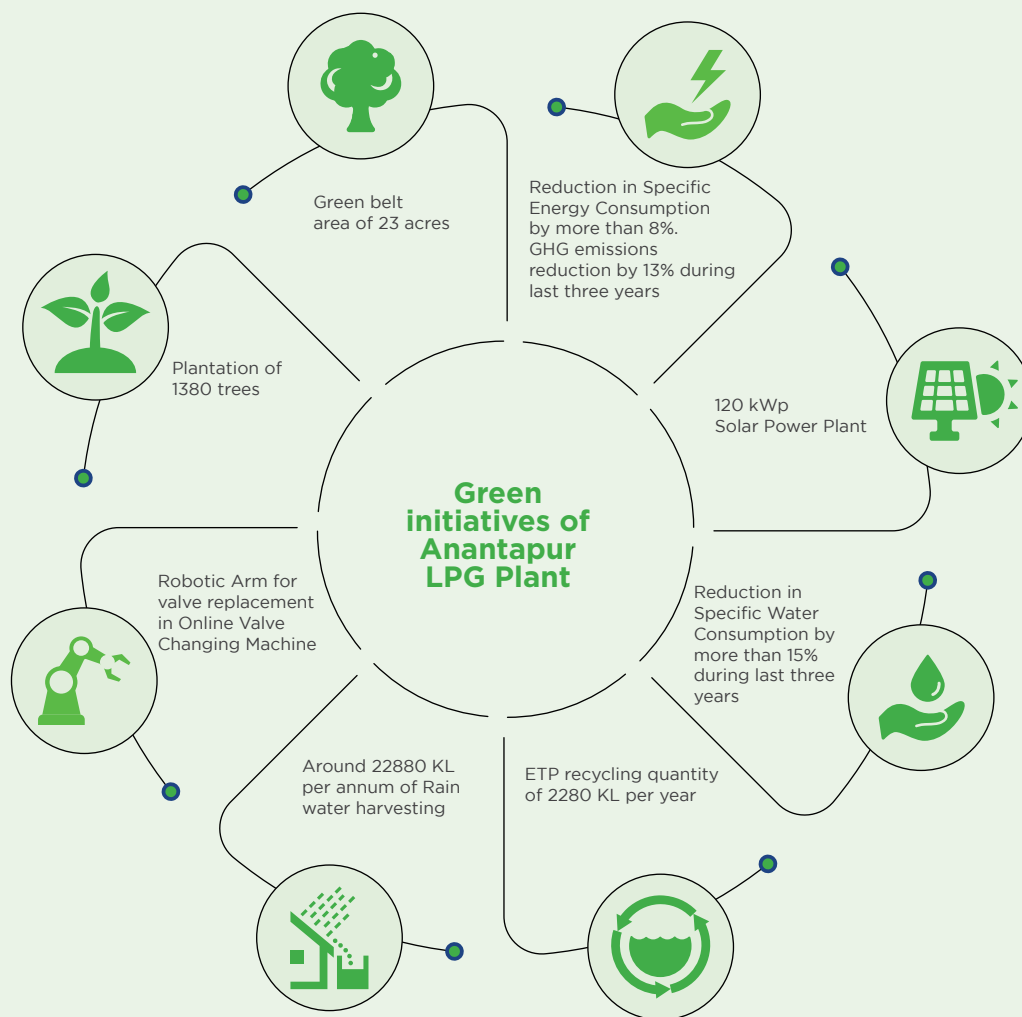 Green belt
area of 23 acres
Reduction in Specific
Energy Consumption
by more than 8%.
GHG emissions
reduction by 13% during
last three years
Plantation of
1380 trees
120 kWp
Solar Power Plant
Green
initiatives of
Anantapur
LPG Plant
Robotic Arm for
valve replacement
in Online Valve
Changing Machine
Reduction in
Specific Water
Consumption by
more than 15%
during last three
years
Around 22880 KL
per annum of Rain
water harvesting
ETP recycling quantity
of 2280 KL per year